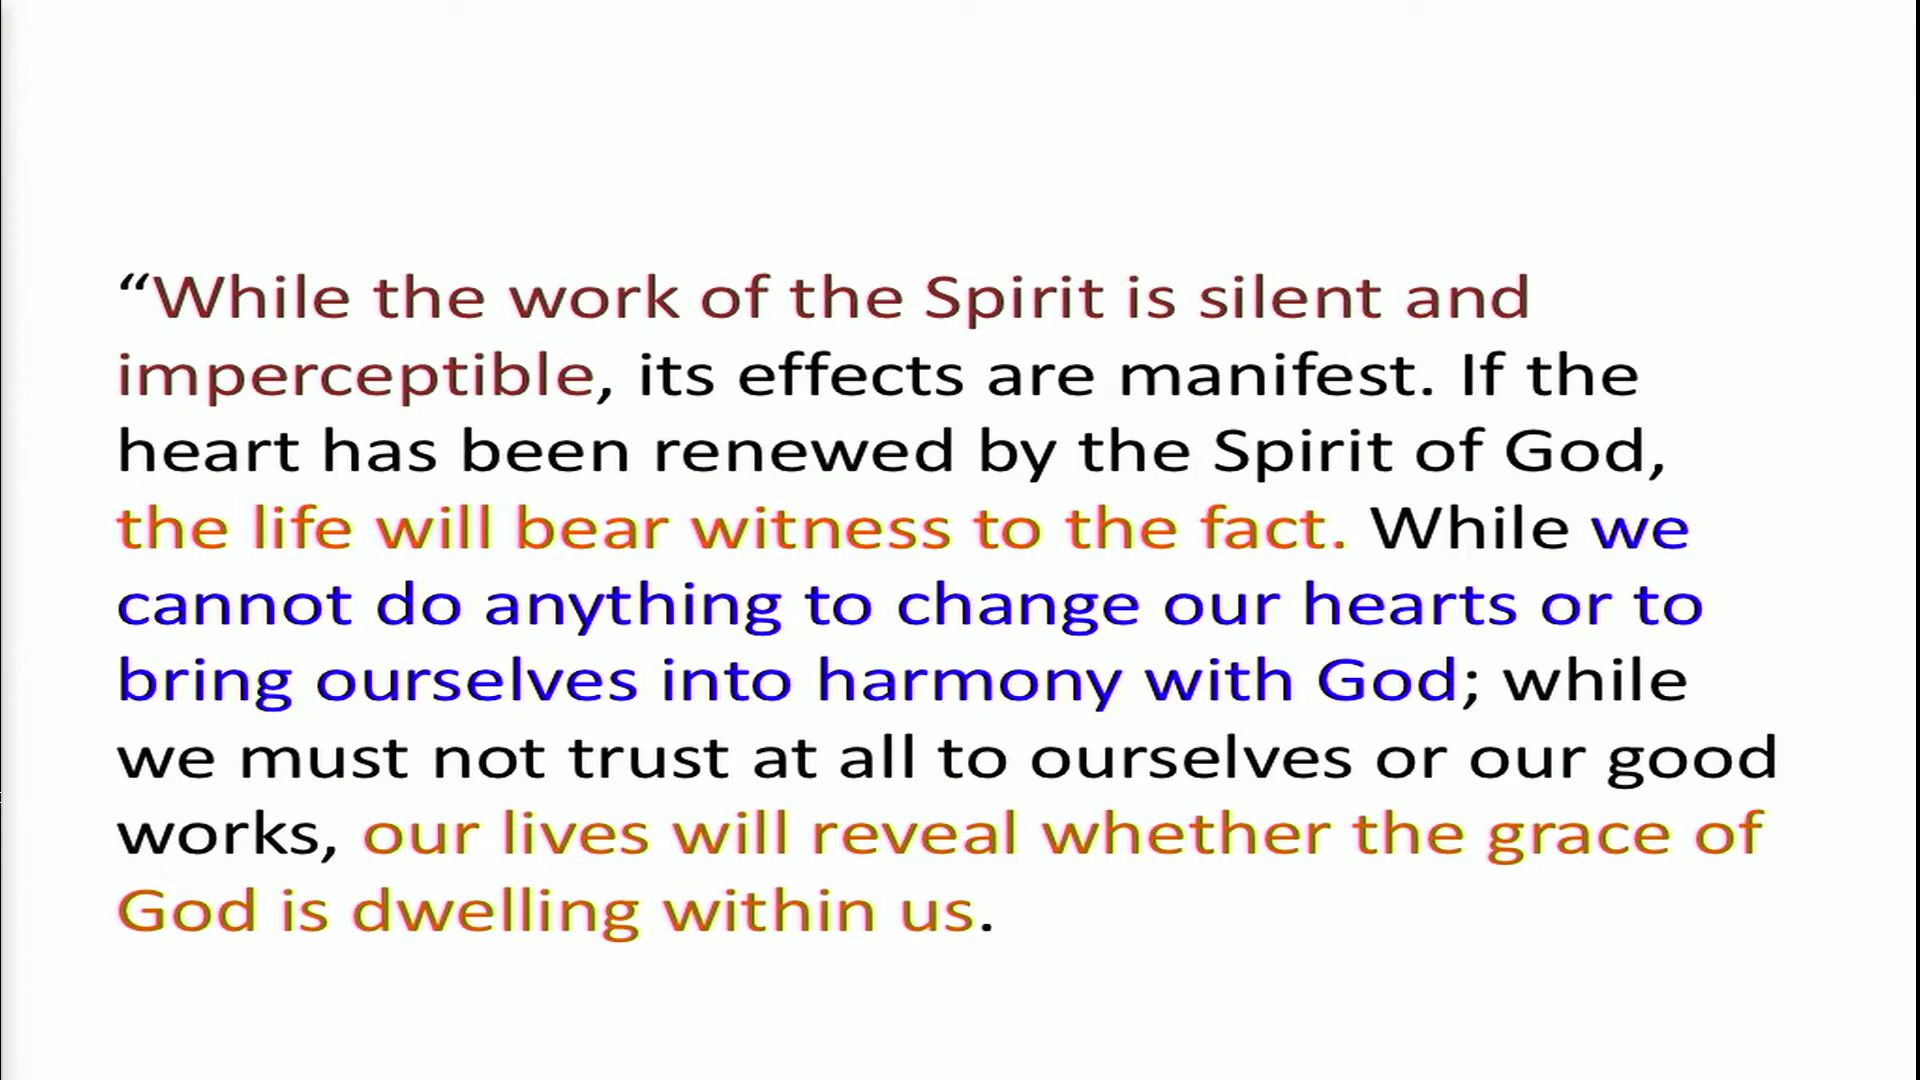 “While the work of the Spirit is silent and
imperceptible, its effects are manifest. If the
heart has been renewed by the Spirit of God,
the life will bear witness to the fact. While we
cannot do anything to change our hearts or to
bring ourselves into harmony with God; while
we must not trust at all to ourselves or our good
works, our lives will reveal whether the grace of
God is dwelling within us.